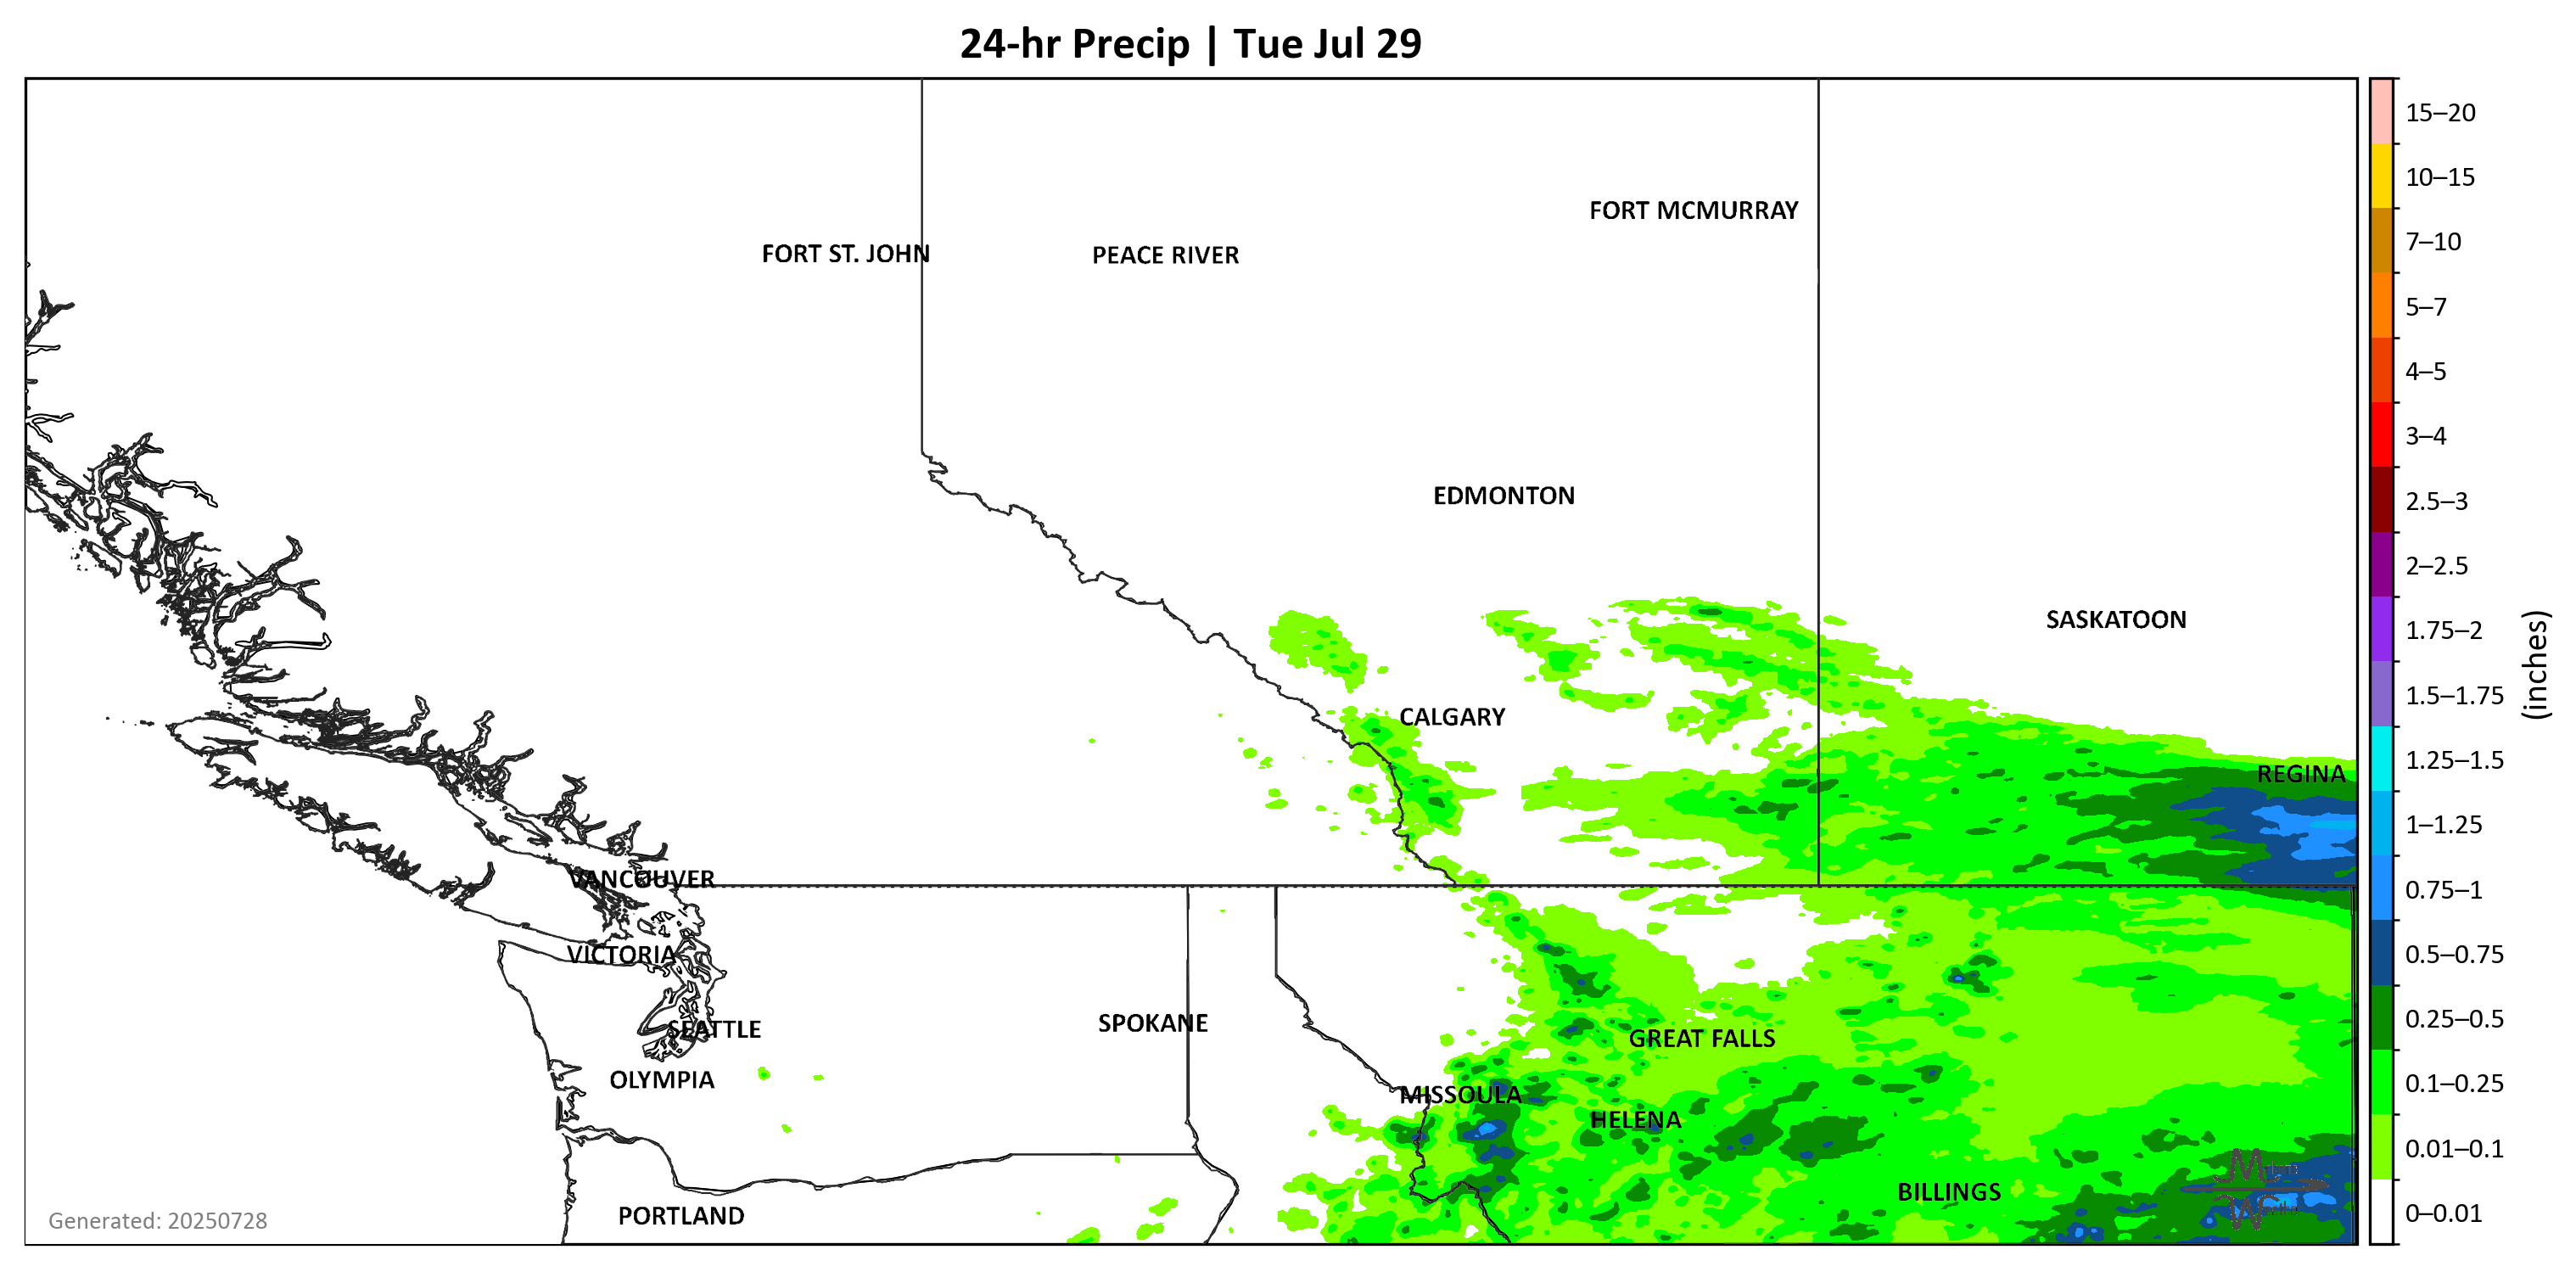 24-hr Precip | Tue Jul 29
15–20
10–15
FORT MCMURRAY
7–10
FORT ST. JOHN
PEACE RIVER
5–7
4–5
3–4
EDMONTON
2.5–3
2–2.5
SASKATOON
1.75–2
(inches)
1.5–1.75
CALGARY
1.25–1.5
REGINA
1–1.25
VANCOUVER
0.75–1
VICTORIA
0.5–0.75
SEATTLE
SPOKANE
GREAT FALLS
0.25–0.5
OLYMPIA
MISSOULA
0.1–0.25
HELENA
0.01–0.1
BILLINGS
PORTLAND
Generated: 20250728
0–0.01